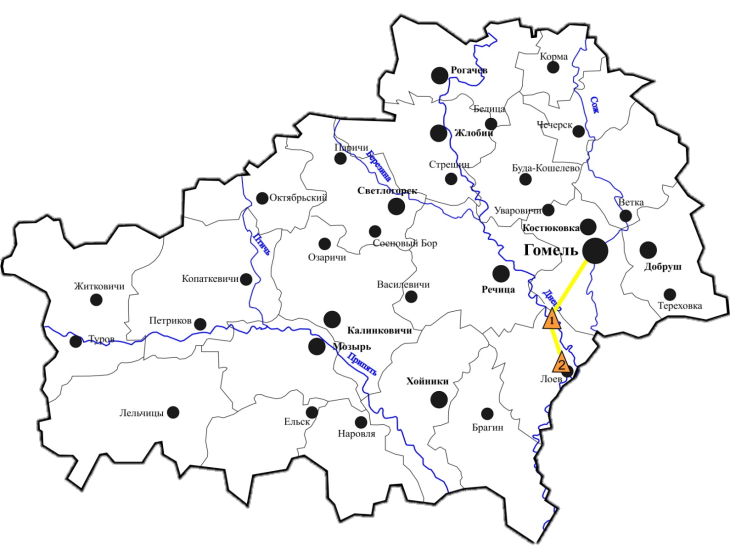 Корма
Рогачев
Сож
Белица
Чечерск
Жлобин
Паричи
Березина
Стрешин
Буда-Кошелево
Светлогорск
Октябрьский
Уваровичи
Ветка
Костюковка
Птичь
Сосновый Бор
Гомель
Озаричи
Добруш
Копаткевичи
Житковичи
Василевичи
Речица
Тереховка
Петриков
1
Калинковичи
Туров
Мозырь
Припять
2
Лоев
Хойники
Лельчицы
Ельск
Наровля
Брагин